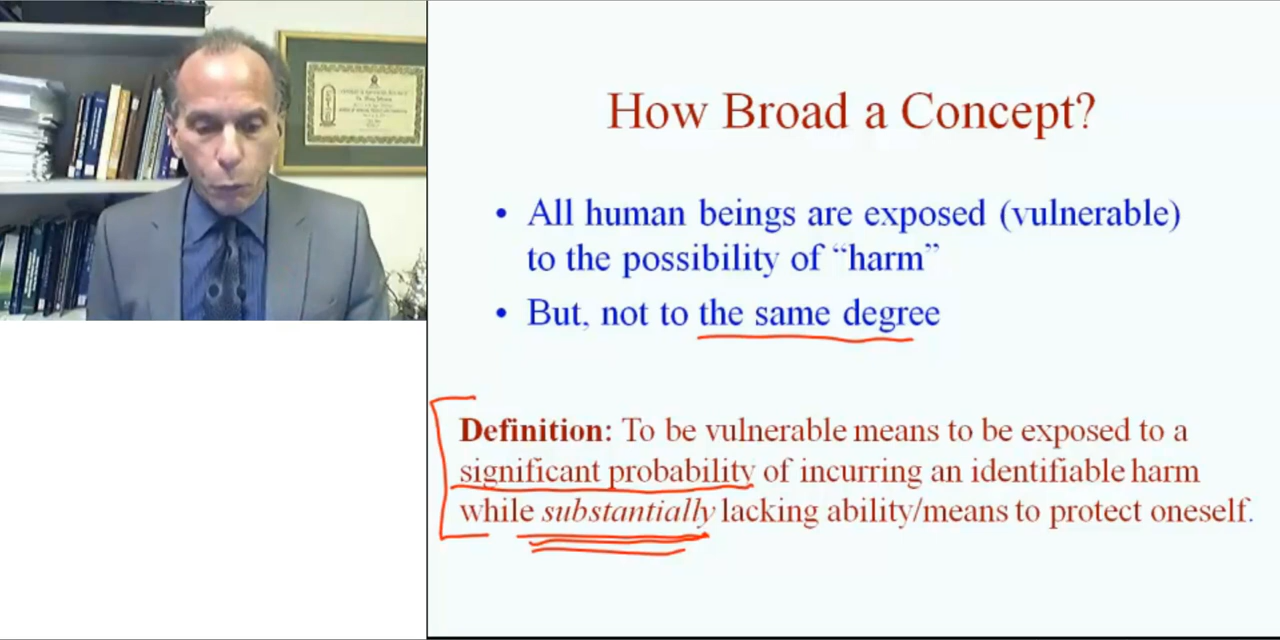 How Broad a Concept?
• All human beings are exposed (vulnerable)
to the possibility of “harm”
• But, not to the same degree
Definition: To be vulnerable means to be exposed to a
significant probability of incurring an identifiable harm
while substantially lacking ability/means to protect oneself.